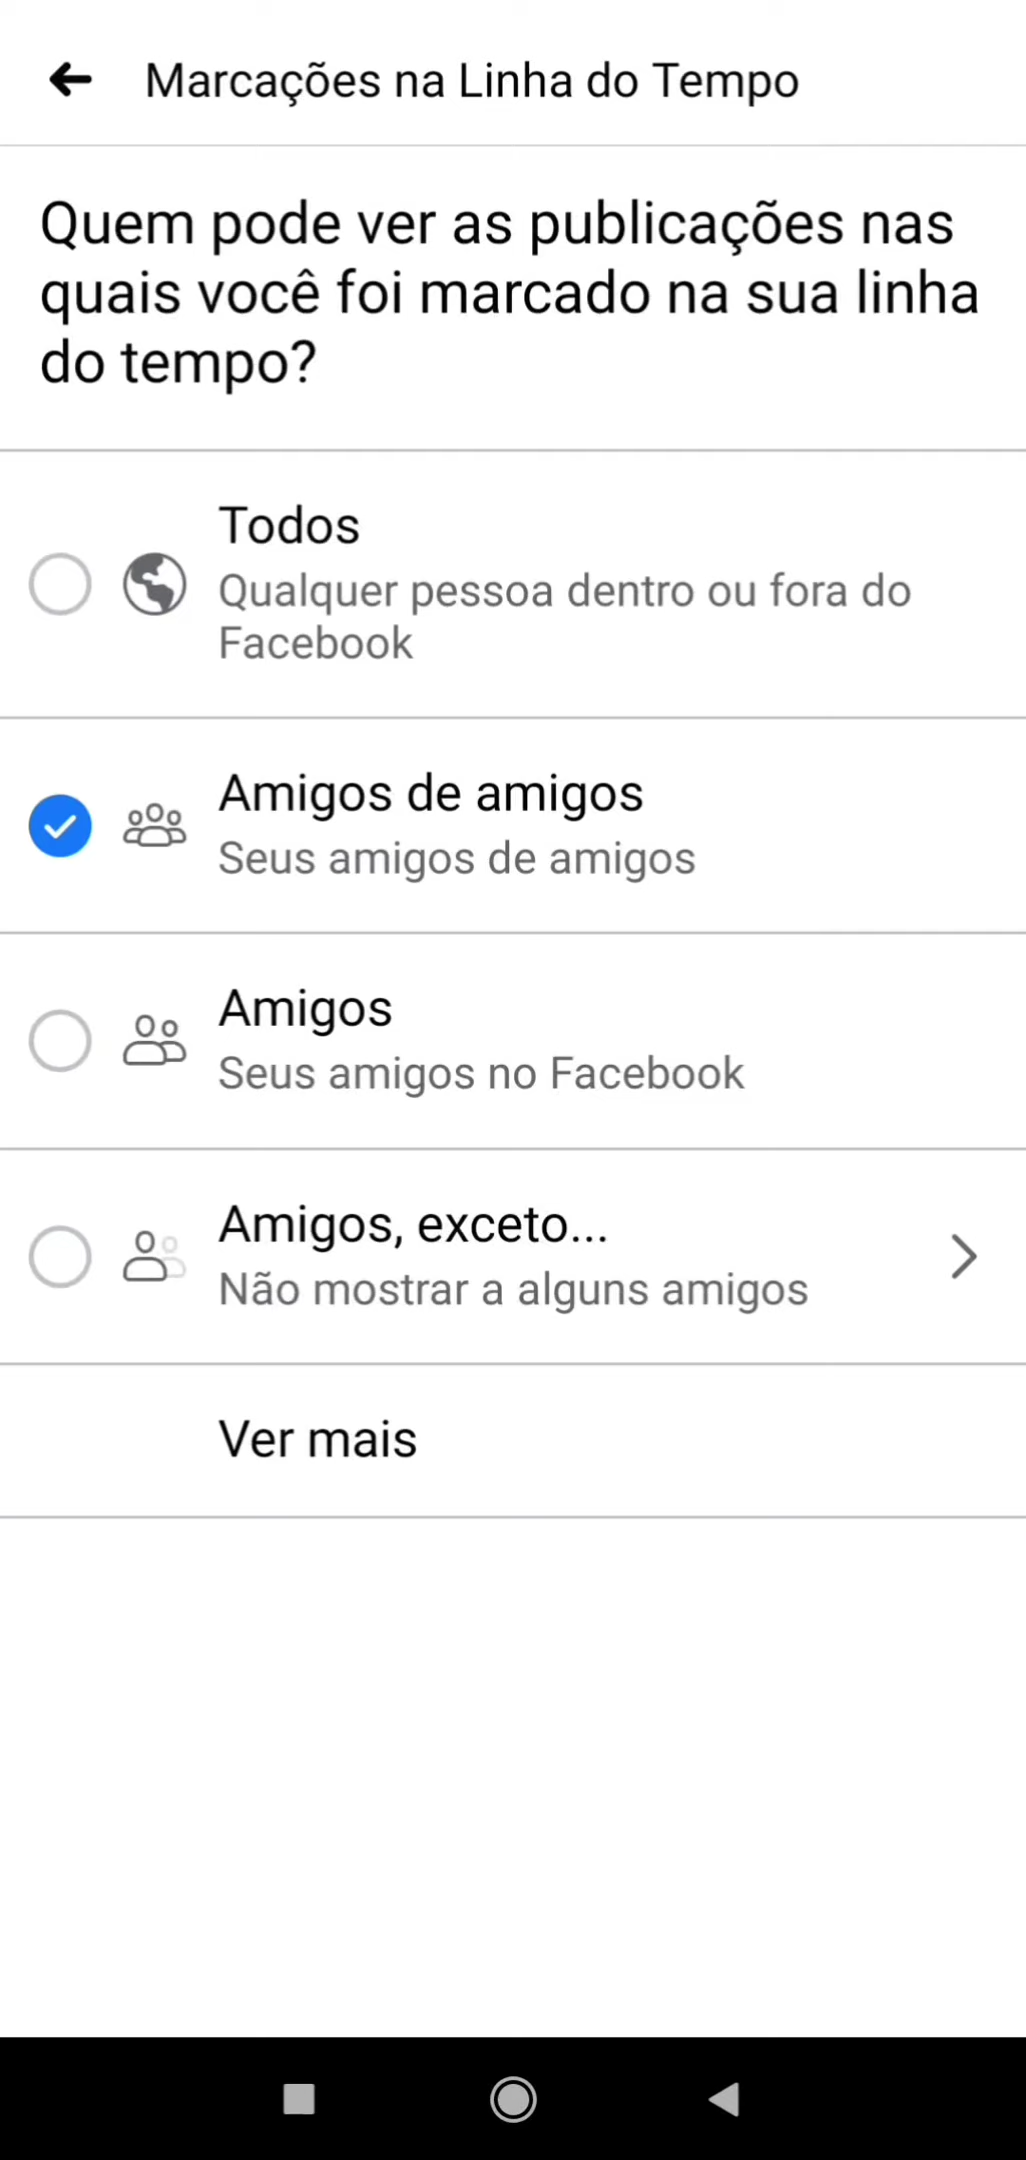 Marcações na Linha do Tempo
Quem pode ver as publicações nas
quais você foi marcado na sua linha
do tempo?
Todos
Qualquer pessoa dentro ou fora do
Facebook
Amigos de amigos
Seus amigos de amigos
Amigos
Seus amigos no Facebook
Amigos, exceto...
Não mostrar a alguns amigos
Ver mais